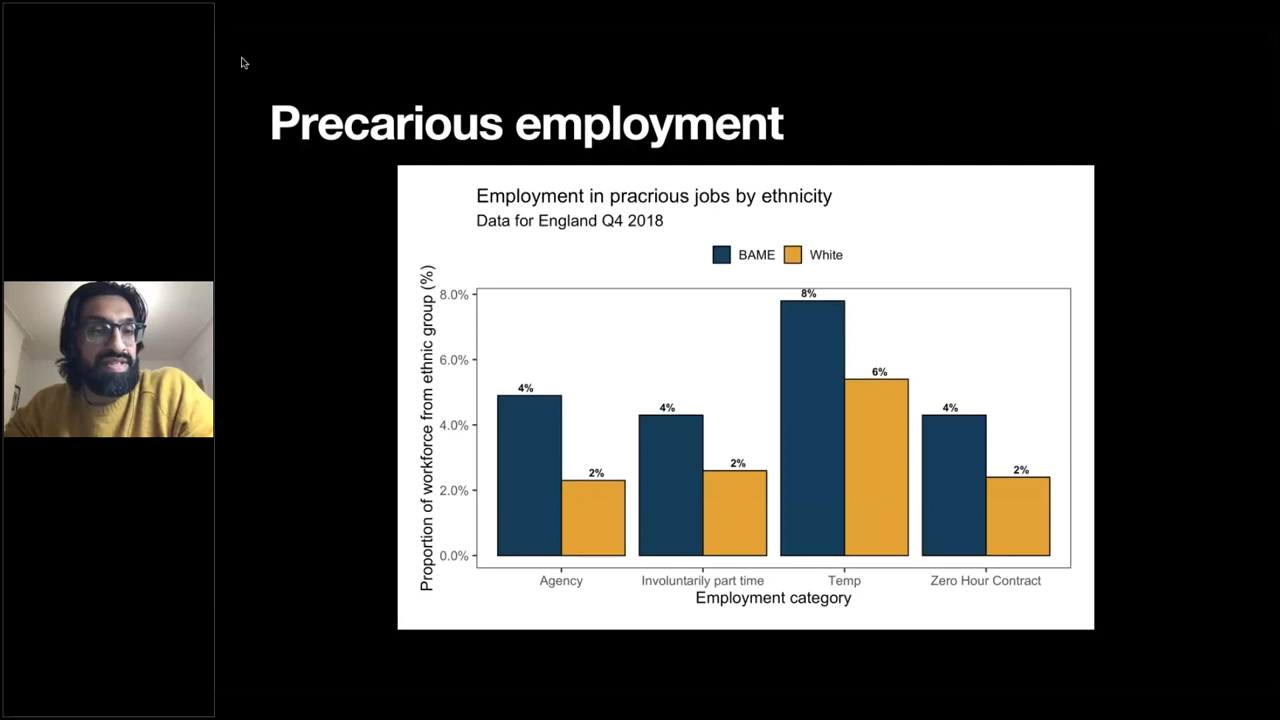 Precarious employment
Employment in pracrious jobs by ethnicity
Data for England Q4 2018
BAME White
Proportion of workforce from ethnic group (%)
8.0%
6.0%
4.0%
2.0%
0.0%
4%
2%
4%
2%
8%
6%
4%
2%
Agency Involuntarily part time Temp Zero Hour Contract
Employment category